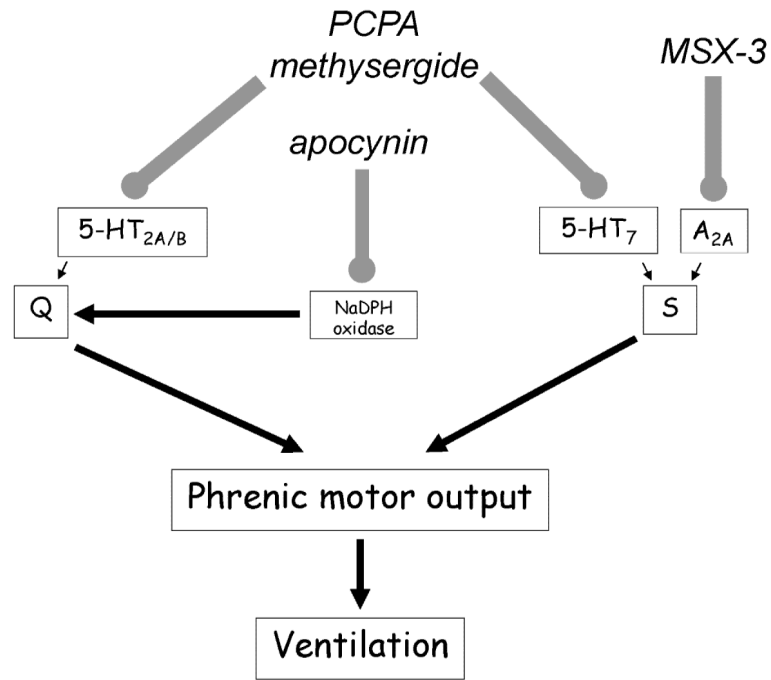 PCPA
methysergide
MSX-3
apocynin
5-HT2A/B
5-HT7
A2A
Q
NaDPH
oxidase
S
Phrenic motor output
Ventilation